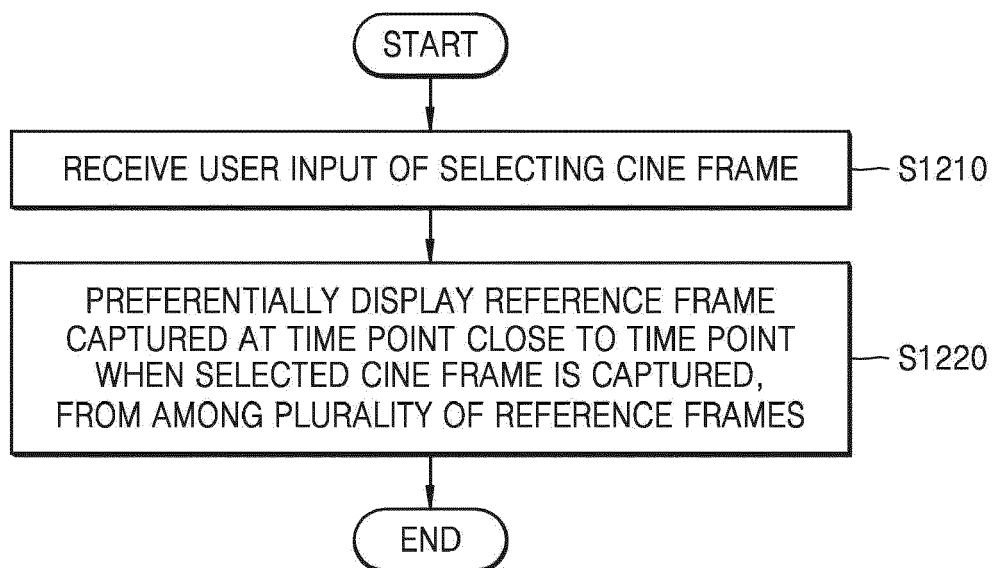 START
RECEIVE USER INPUT OF SELECTING CINE FRAME
S1210
PREFERENTIALLY DISPLAY REFERENCE FRAME
CAPTURED AT TIME POINT CLOSE TO TIME POINT
WHEN SELECTED CINE FRAME IS CAPTURED,
FROM AMONG PLURALITY OF REFERENCE FRAMES
S1220
END